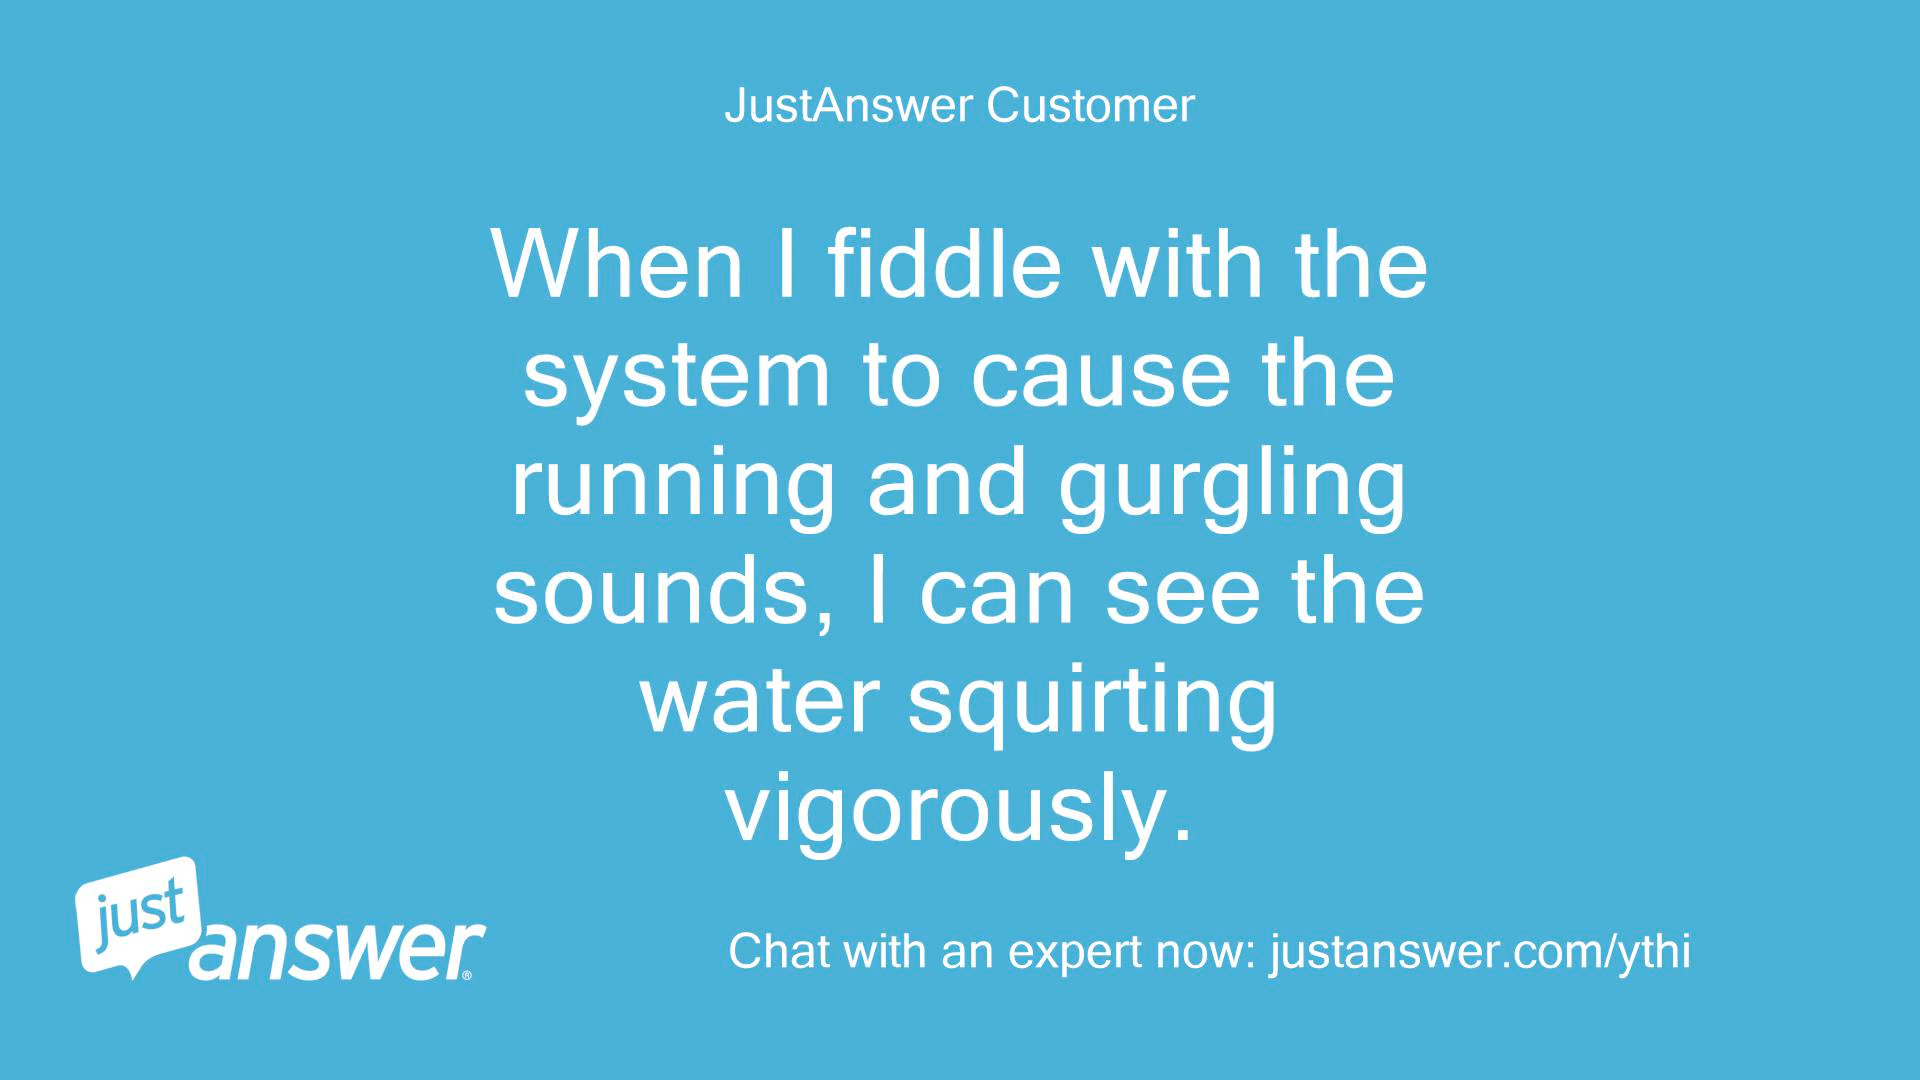 JustAnswer Customer
When I fiddle with the
system to cause the
running and gurgling
sounds, I can see the
water squirting
vigorously.
just
answer®
Chat with an expert now: justanswer.com/ythi